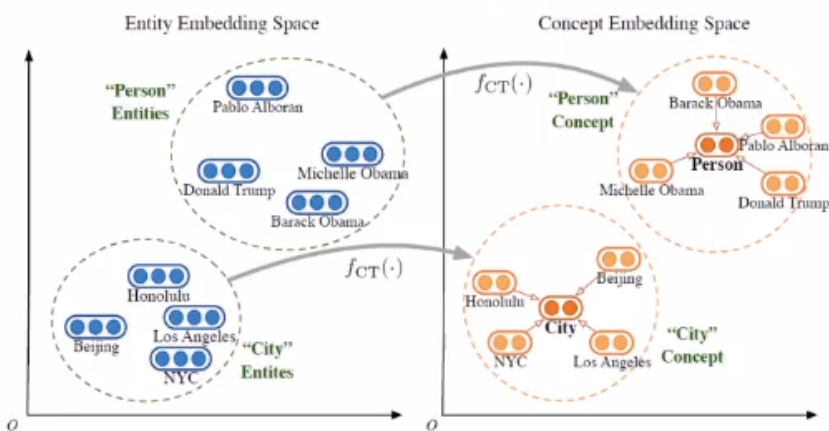 Entity Embedding Space
Concept Embedding Space
“Person”
Entities
Pablo Alboran
Michelle Obama
Donald Trump
Barack Obama
f_CT(·)
“Person”
Concept
Barack Obama
Pablo Alboran
Person
Michelle Obama
Donald Trump
Honolulu
Los Angeles
Beijing
NYC
“City”
Entites
f_CT(·)
Beijing
Honolulu
City
NYC
Los Angeles
“City”
Concept
O
O